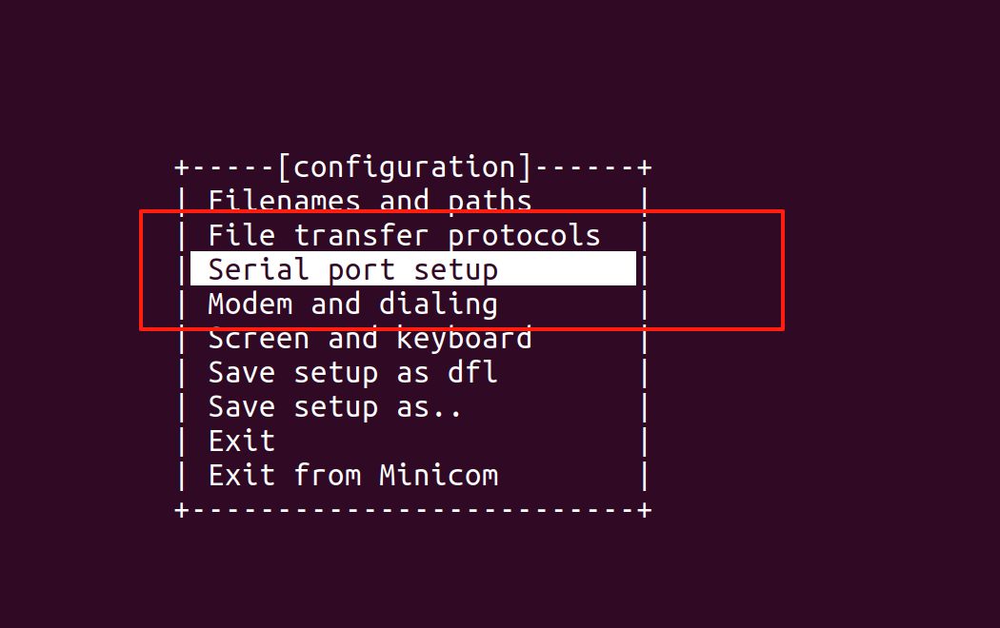 +-----[configuration]------+
| Filenames and paths      |
| File transfer protocols  |
| Serial port setup        |
| Modem and dialing        |
| Screen and keyboard      |
| Save setup as dfl        |
| Save setup as..          |
| Exit                     |
| Exit from Minicom        |
+--------------------------+